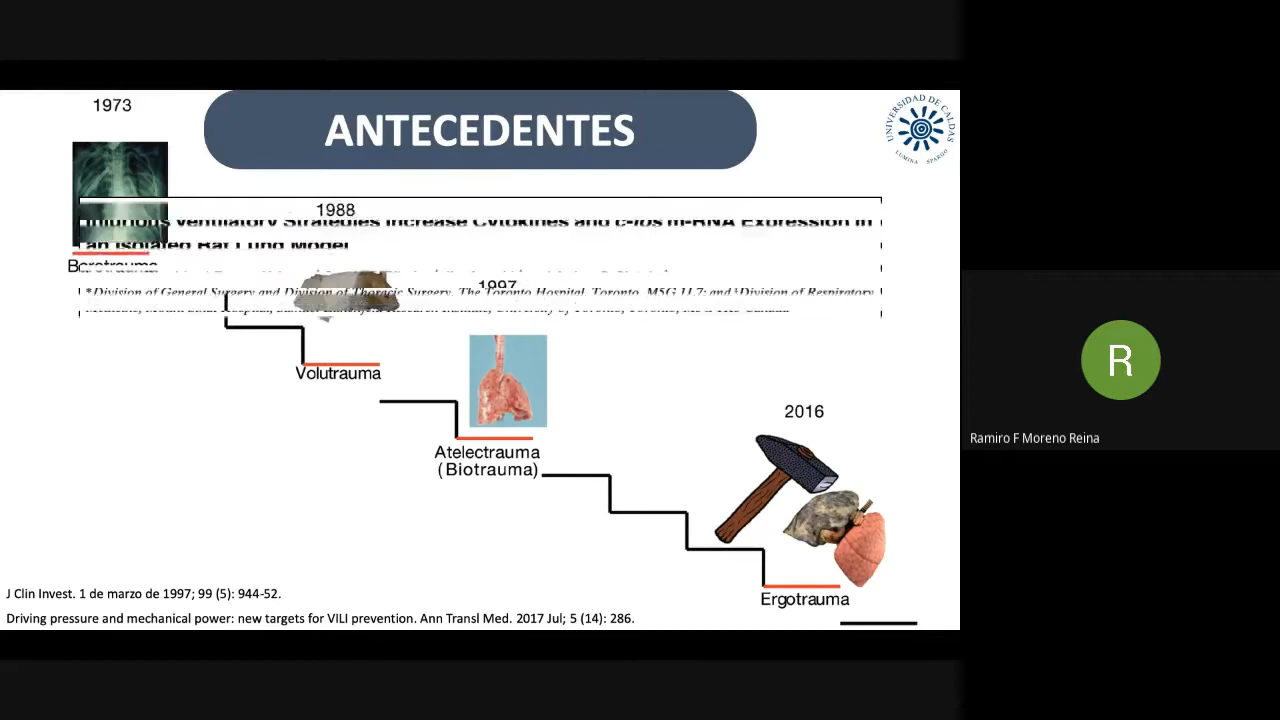 1973
ANTECEDENTES
UNIVERSIDAD DE CALDAS
LUMINA SPARGO
1988
Injurious Ventilatory Strategies Increase Cytokines and c-fos m-RNA Expression in
an Isolated Rat Lung Model
Barotrauma
1997
*Division of General Surgery and Division of Thoracic Surgery, The Toronto Hospital, Toronto, M5G 1L7; and ‡Division of Respiratory
Volutrauma
2016
Atelectrauma
(Biotrauma)
R
Ramiro F Moreno Reina
J Clin Invest. 1 de marzo de 1997; 99 (5): 944-52.
Ergotrauma
Driving pressure and mechanical power: new targets for VILI prevention. Ann Transl Med. 2017 Jul; 5 (14): 286.